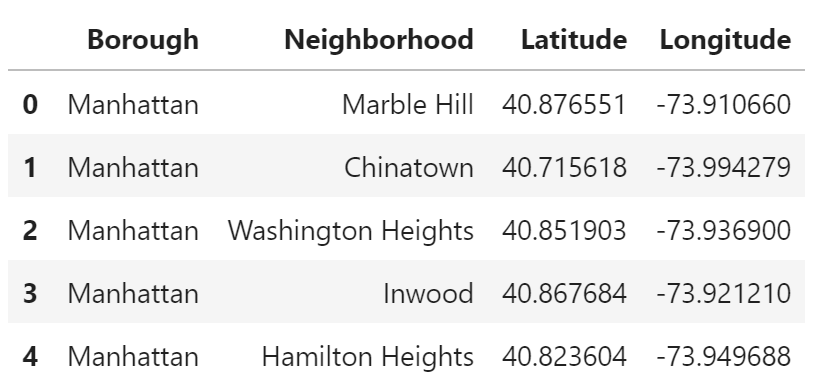 Borough Neighborhood Latitude Longitude
0 Manhattan Marble Hill 40.876551 -73.910660
1 Manhattan Chinatown 40.715618 -73.994279
2 Manhattan Washington Heights 40.851903 -73.936900
3 Manhattan Inwood 40.867684 -73.921210
4 Manhattan Hamilton Heights 40.823604 -73.949688